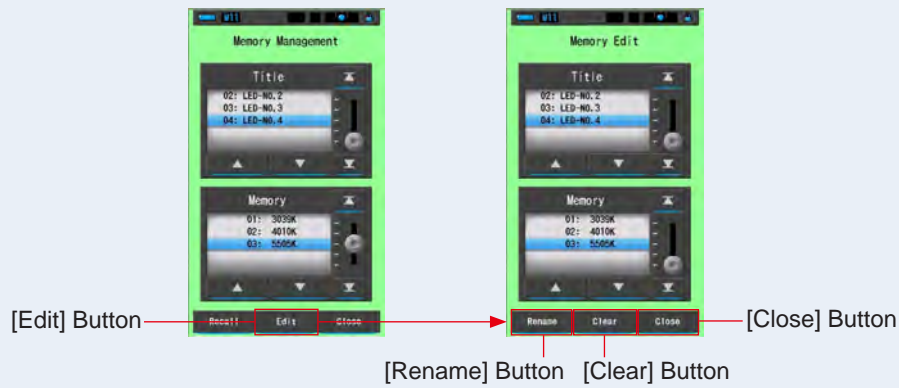 Memory Management
Title
02: LED-NO.2
03: LED-NO.3
04: LED-NO.4
Memory
01: 3039K
02: 4010K
03: 5505K
Recall Edit Close
Memory Edit
Title
02: LED-NO.2
03: LED-NO.3
04: LED-NO.4
Memory
01: 3039K
02: 4010K
03: 5505K
Rename Clear Close
[Edit] Button
[Close] Button
[Rename] Button
[Clear] Button